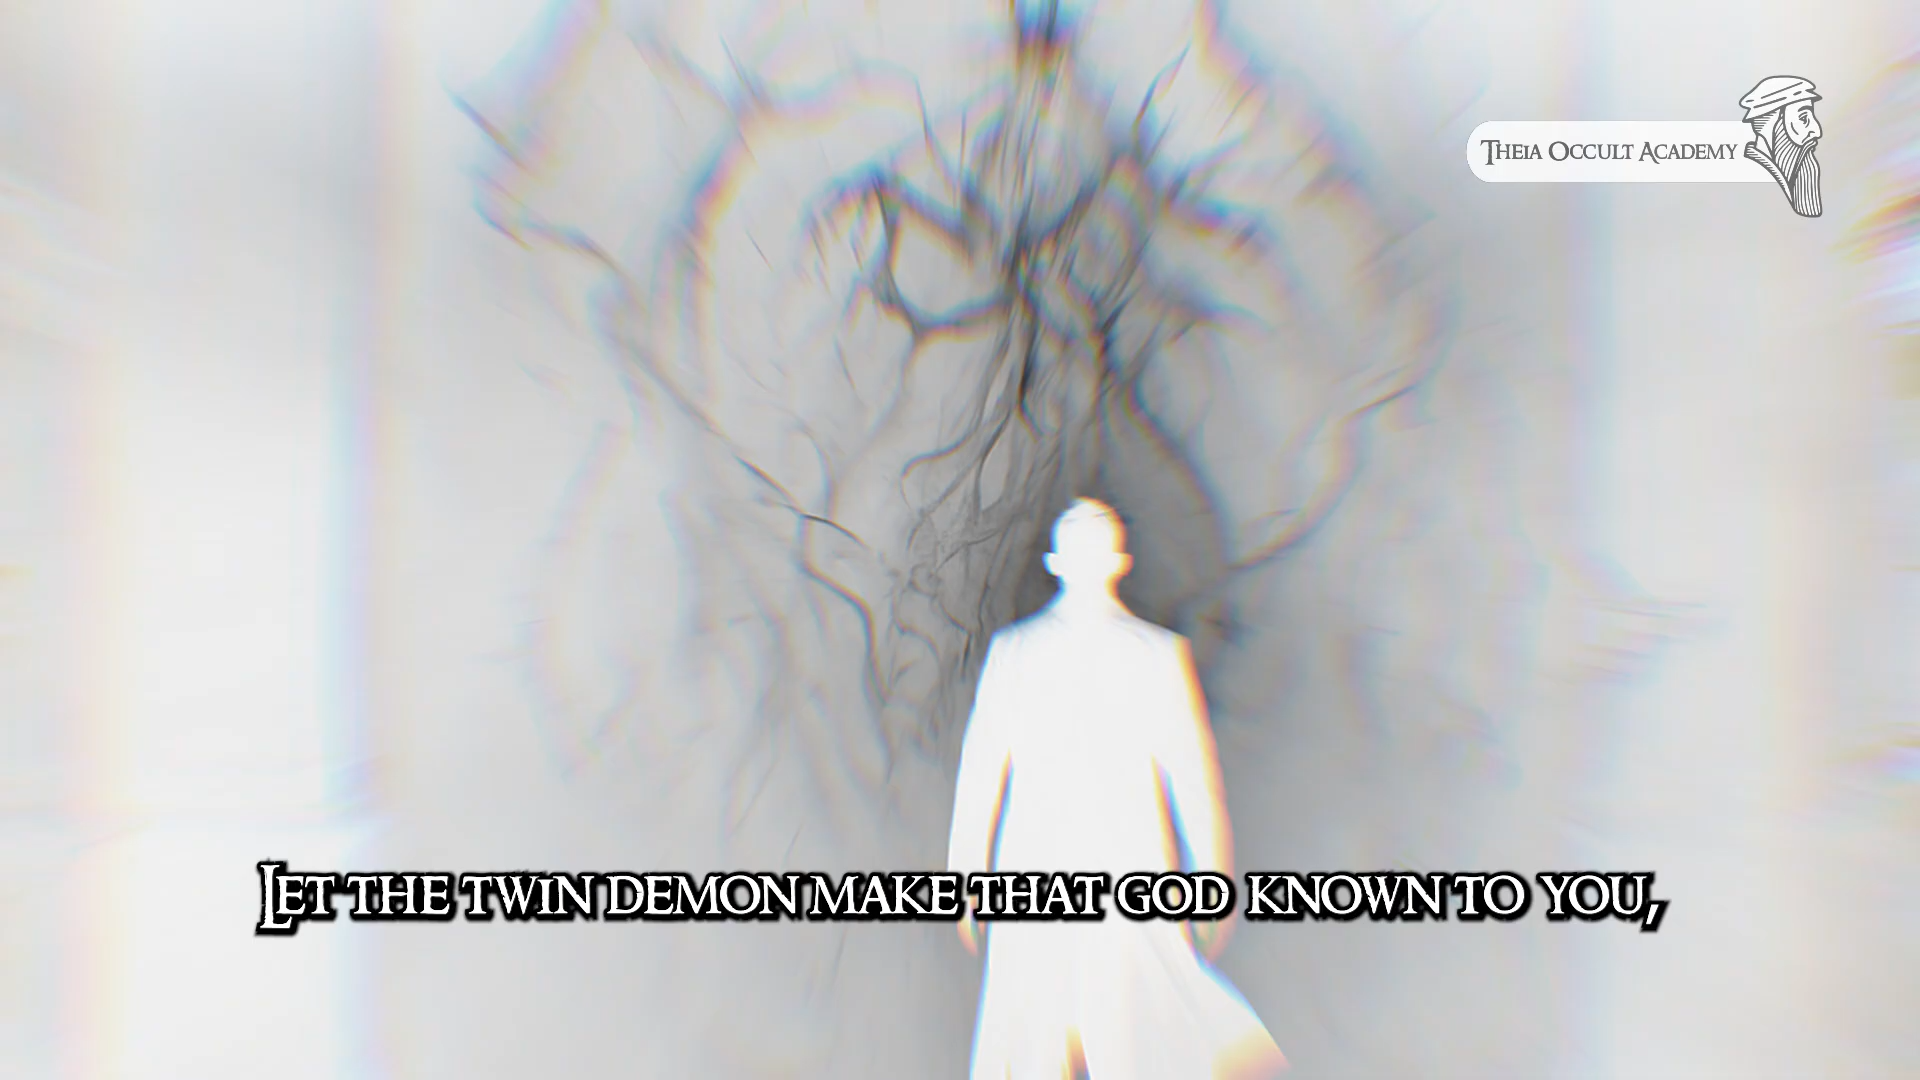 Theia Occult Academy
Let the twin demon make that god known to you,